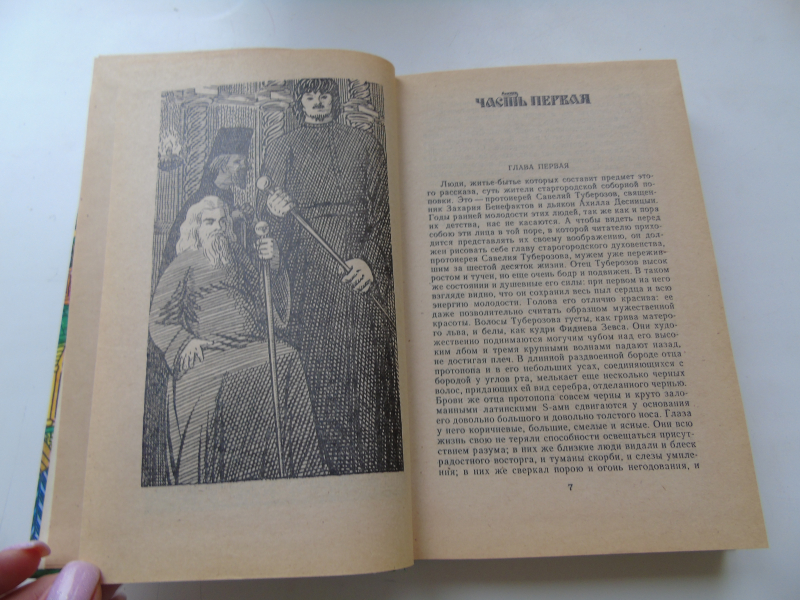 ЧАСТЬ ПЕРВАЯ
ГЛАВА ПЕРВАЯ
Люди, житье-бытье которых составит предмет это-
го рассказа, суть жители старгородской соборной по-
повки. Это — протоиерей Савелий Туберозов, священ-
ник Захария Бенефактов и дьякон Ахилла Десницын.
Годы ранней молодости этих людей, так же как и пора
их детства, нас не касаются. А чтобы видеть перед
собою эти лица в той поре, в которой читателю прихо-
дится представлять их своему воображению, он дол-
жен рисовать себе главу старогородского духовенства,
протоиерея Савелия Туберозова, мужем уже пережив-
шим за шестой десяток жизни. Отец Туберозов высок
ростом и тучен, но еще очень бодр и подвижен. В таком
же состоянии и душевные его силы: при первом на него
взгляде видно, что он сохранил весь пыл сердца и всю
энергию молодости. Голова его отлично красива: ее
даже позволительно считать образцом мужественной
красоты. Волосы Туберозова густы, как грива матеро-
го льва, и белы, как кудри Фидиева Зевса. Они худо-
жественно поднимаются могучим чубом над его высо-
ким лбом и тремя крупными волнами падают назад,
не достигая плеч. В длинной раздвоенной бороде отца
протопопа и в его небольших усах, соединяющихся с
бородой у углов рта, мелькает еще несколько черных
волос, придающих ей вид серебра, отделанного чернью.
Брови же отца протопопа совсем черны и круто зало-
манными латинскими S-ами сдвигаются у основания
его довольно большого и довольно толстого носа. Глаза
у него коричневые, большие, смелые и ясные. Они всю
жизнь свою не теряли способности освещаться присут-
ствием разума; в них же близкие люди видали и блеск
радостного восторга, и туманы скорби, и слезы умиле-
ния; в них же сверкал порою и огонь негодования, и
7